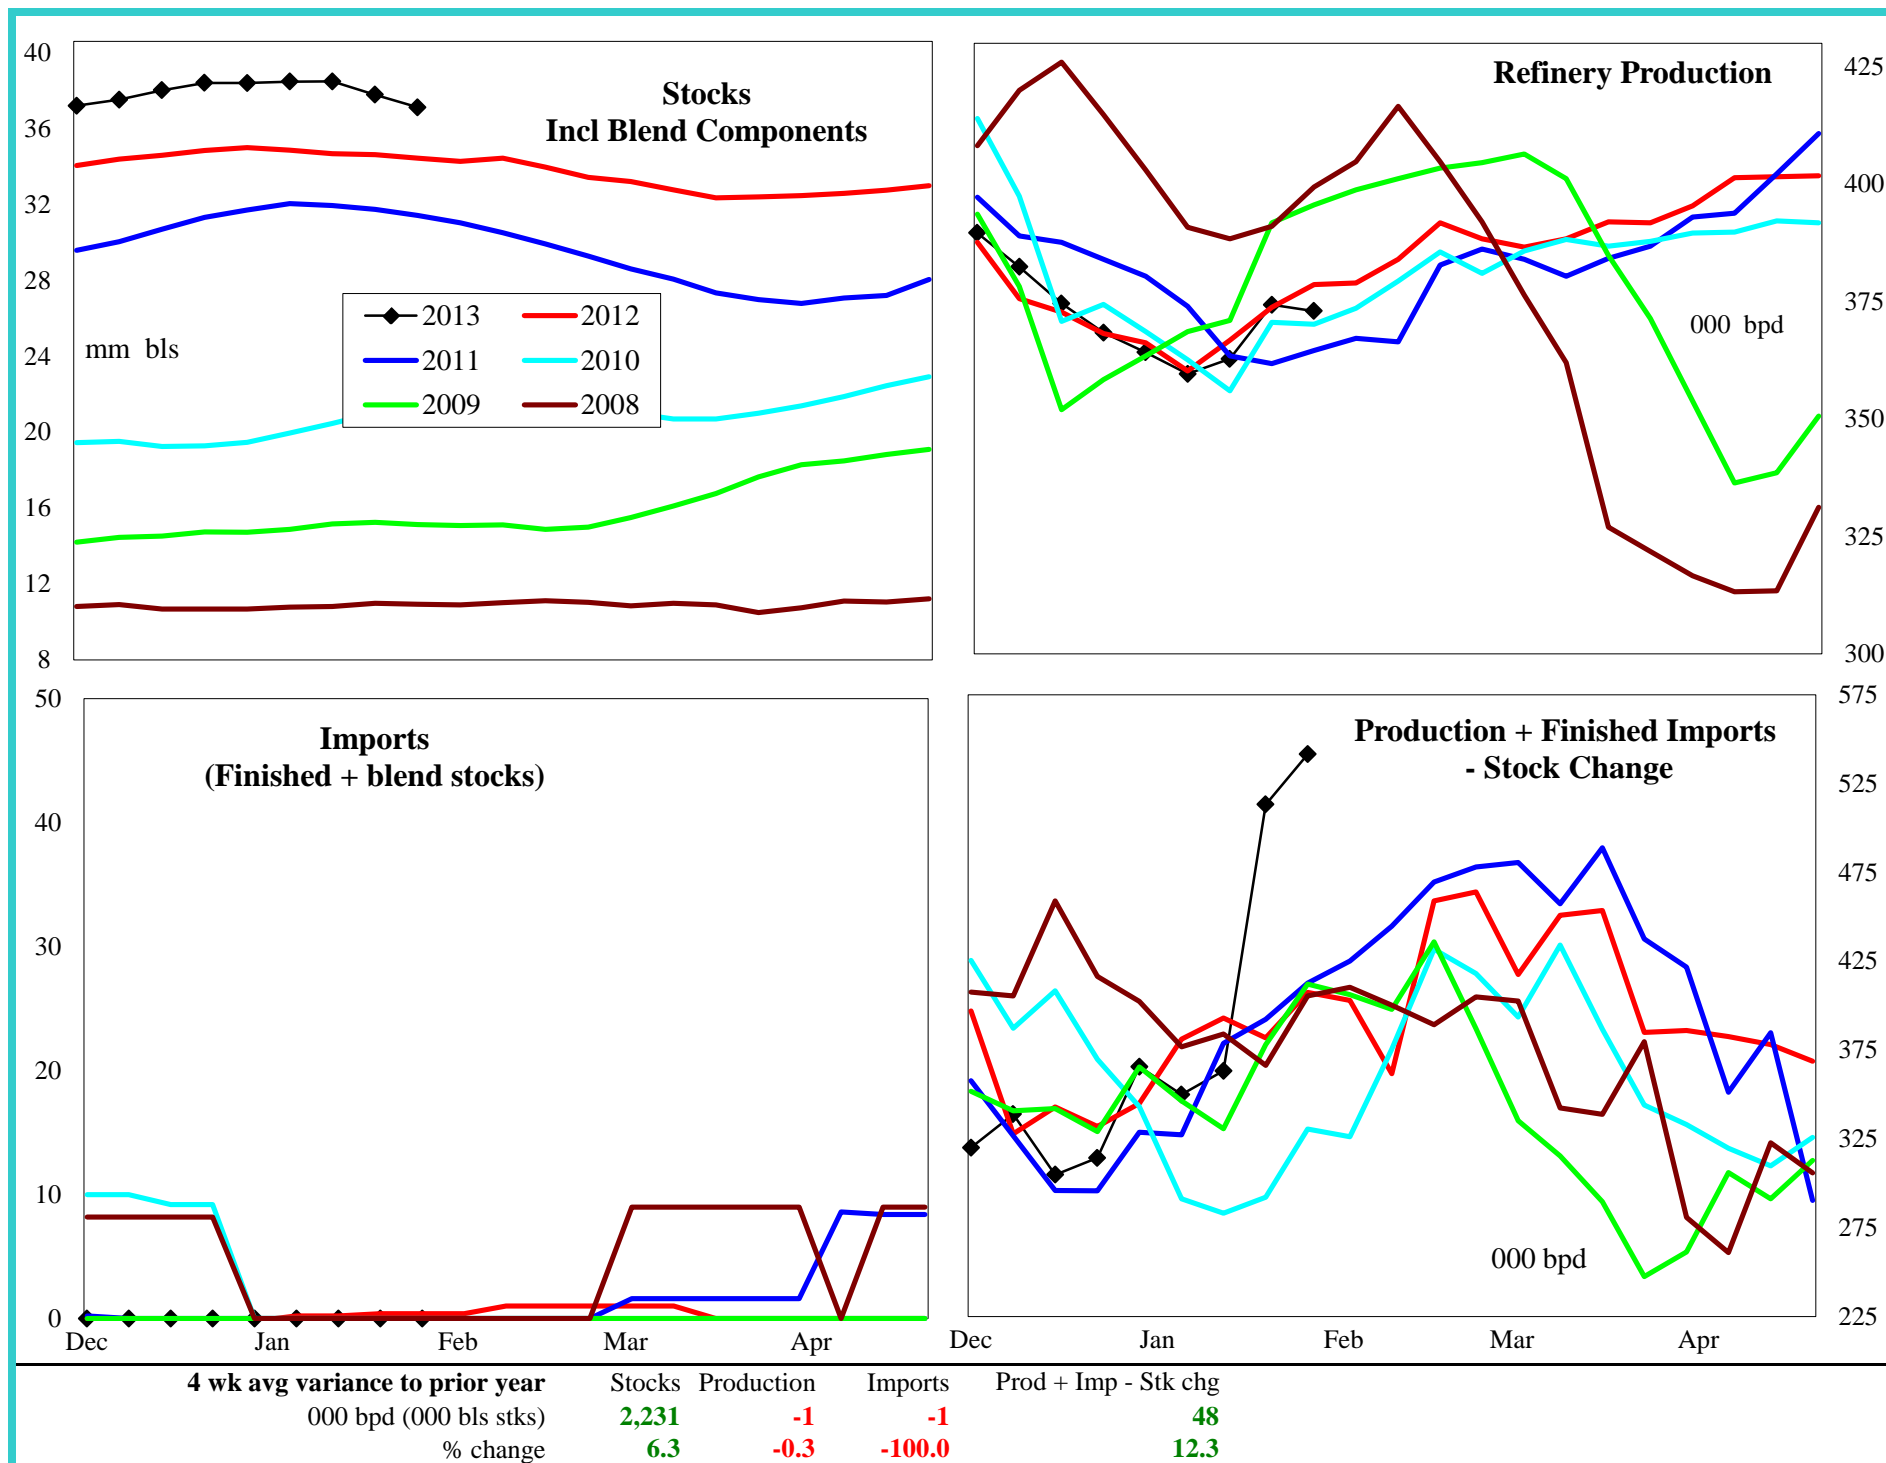 40
36
32
28
24
20
16
12
8
Stocks
Incl Blend Components
mm bls
2013 2012
2011 2010
2009 2008
Refinery Production
000 bpd
425
400
375
350
325
300
50
40
30
20
10
0
Imports
(Finished + blend stocks)
Dec Jan Feb Mar Apr
Production + Finished Imports
- Stock Change
000 bpd
575
525
475
425
375
325
275
225
Dec Jan Feb Mar Apr
4 wk avg variance to prior year Stocks Production Imports Prod + Imp - Stk chg
000 bpd (000 bls stks) 2,231 -1 -1 48
% change 6.3 -0.3 -100.0 12.3